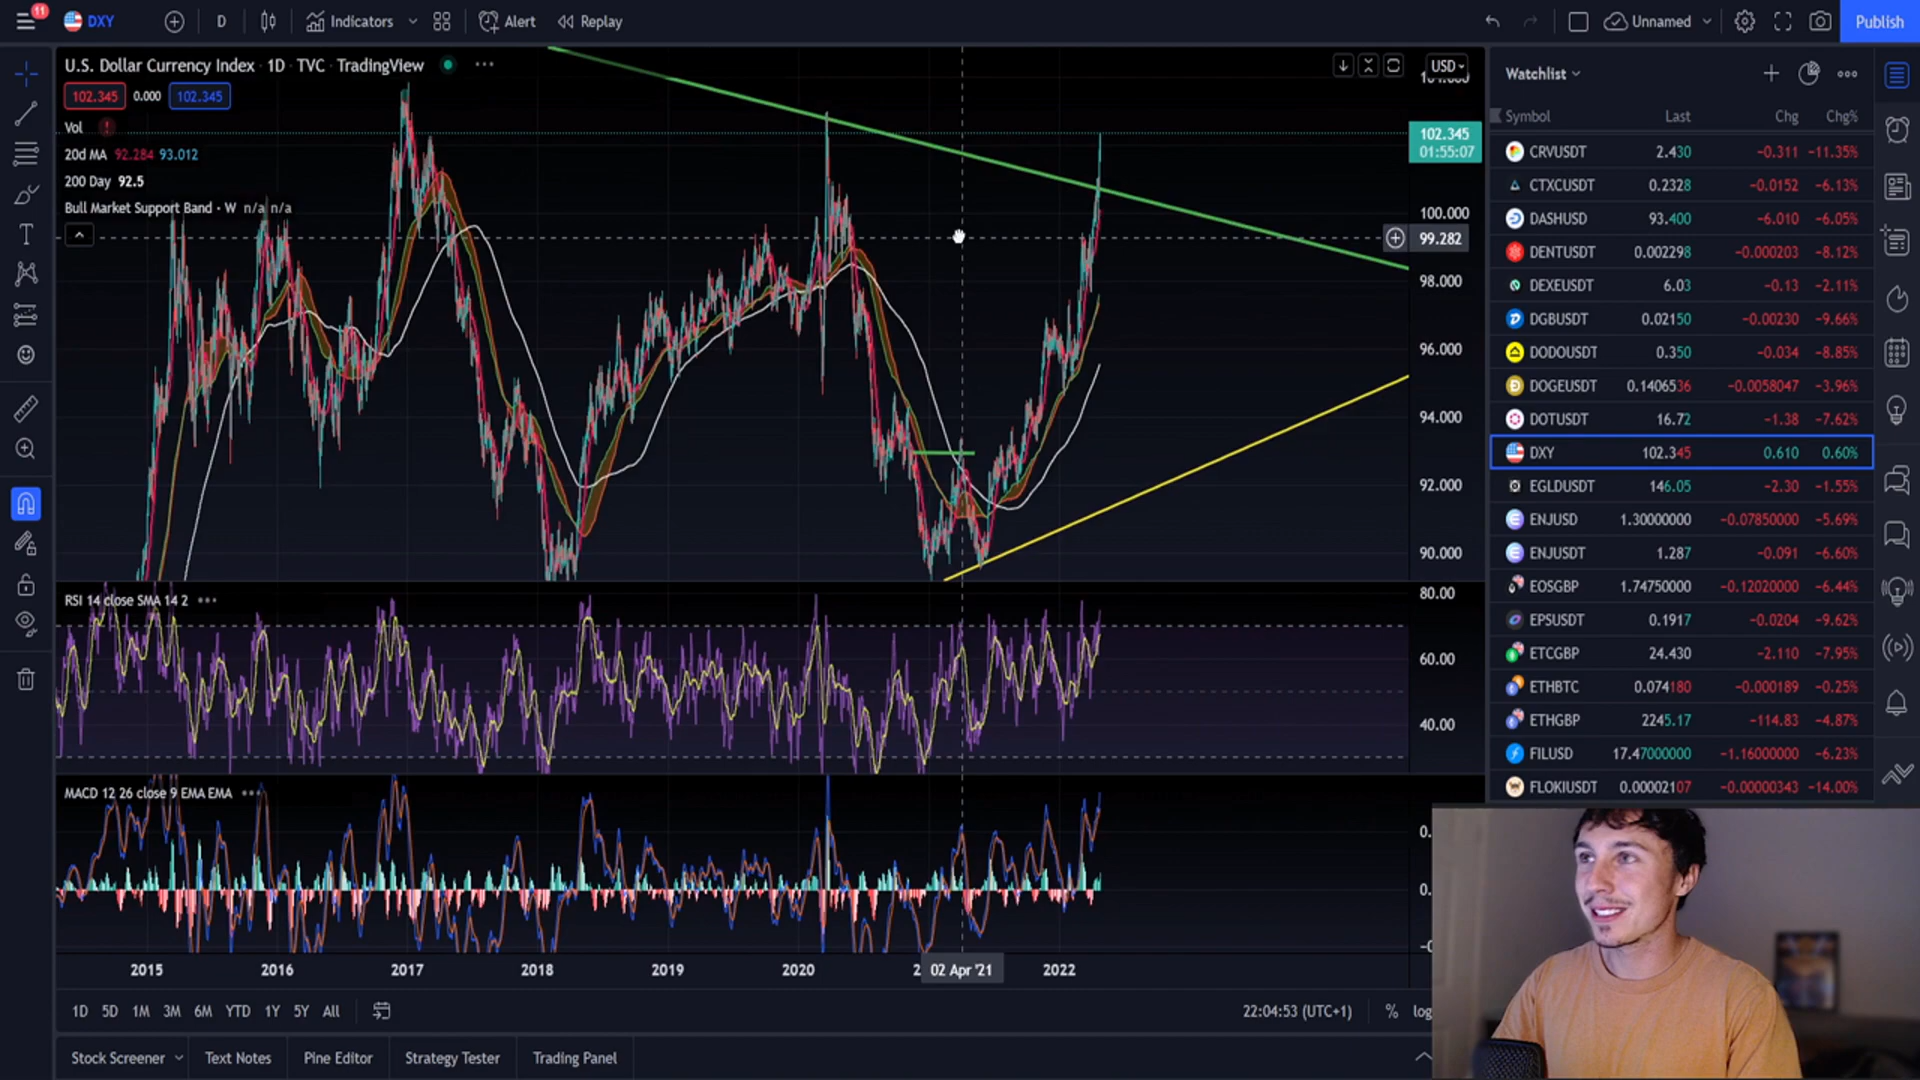 11
DXY
D
Indicators
Alert
Replay
Unnamed
Publish
U.S. Dollar Currency Index · 1D · TVC · TradingView
102.345 0.000 102.345
Vol
20d MA 92.284 93.012
200 Day 92.5
Bull Market Support Band · W n/a n/a
USD
102.345
01:55:07
100.000
99.282
98.000
96.000
94.000
92.000
90.000
RSI 14 close SMA 14 2
80.00
60.00
40.00
MACD 12 26 close 9 EMA EMA
0.
0.
2015 2016 2017 2018 2019 2020 02 Apr '21 2022
1D 5D 1M 3M 6M YTD 1Y 5Y All
22:04:53 (UTC+1) % log
Stock Screener Text Notes Pine Editor Strategy Tester Trading Panel
Watchlist
Symbol Last Chg Chg%
CRVUSDT 2.430 -0.311 -11.35%
CTXCUSDT 0.2328 -0.0152 -6.13%
DASHUSD 93.400 -6.010 -6.05%
DENTUSDT 0.002298 -0.000203 -8.12%
DEXEUSDT 6.03 -0.13 -2.11%
DGBUSDT 0.02150 -0.00230 -9.66%
DODOUSDT 0.350 -0.034 -8.85%
DOGEUSDT 0.1406536 -0.0058047 -3.96%
DOTUSDT 16.72 -1.38 -7.62%
DXY 102.345 0.610 0.60%
EGLDUSDT 146.05 -2.30 -1.55%
ENJUSD 1.30000000 -0.07850000 -5.69%
ENJUSDT 1.287 -0.091 -6.60%
EOSGBP 1.74750000 -0.12020000 -6.44%
EPSUSDT 0.1917 -0.0204 -9.62%
ETCGBP 24.430 -2.110 -7.95%
ETHBTC 0.074180 -0.000189 -0.25%
ETHGBP 2245.17 -114.83 -4.87%
FILUSD 17.47000000 -1.16000000 -6.23%
FLOKIUSDT 0.00002107 -0.00000343 -14.00%